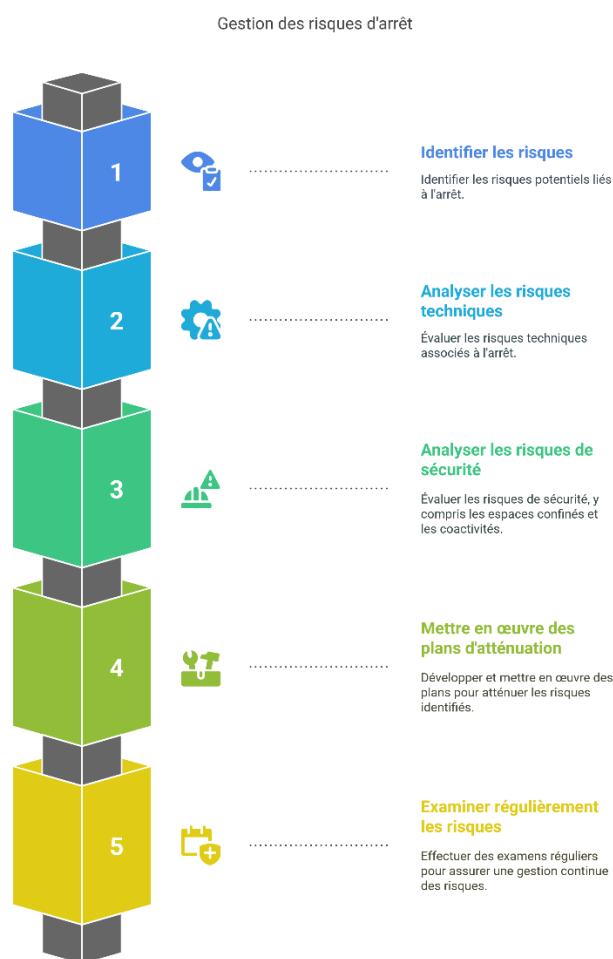 Gestion des risques d'arrêt
1
Identifier les risques
Identifier les risques potentiels liés
à l'arrêt.
2
Analyser les risques
techniques
Évaluer les risques techniques
associés à l'arrêt.
3
Analyser les risques de
sécurité
Évaluer les risques de sécurité, y
compris les espaces confinés et
les coactivités.
4
Mettre en œuvre des
plans d'atténuation
Développer et mettre en œuvre des
plans pour atténuer les risques
identifiés.
5
Examiner régulièrement
les risques
Effectuer des examens réguliers
pour assurer une gestion continue
des risques.